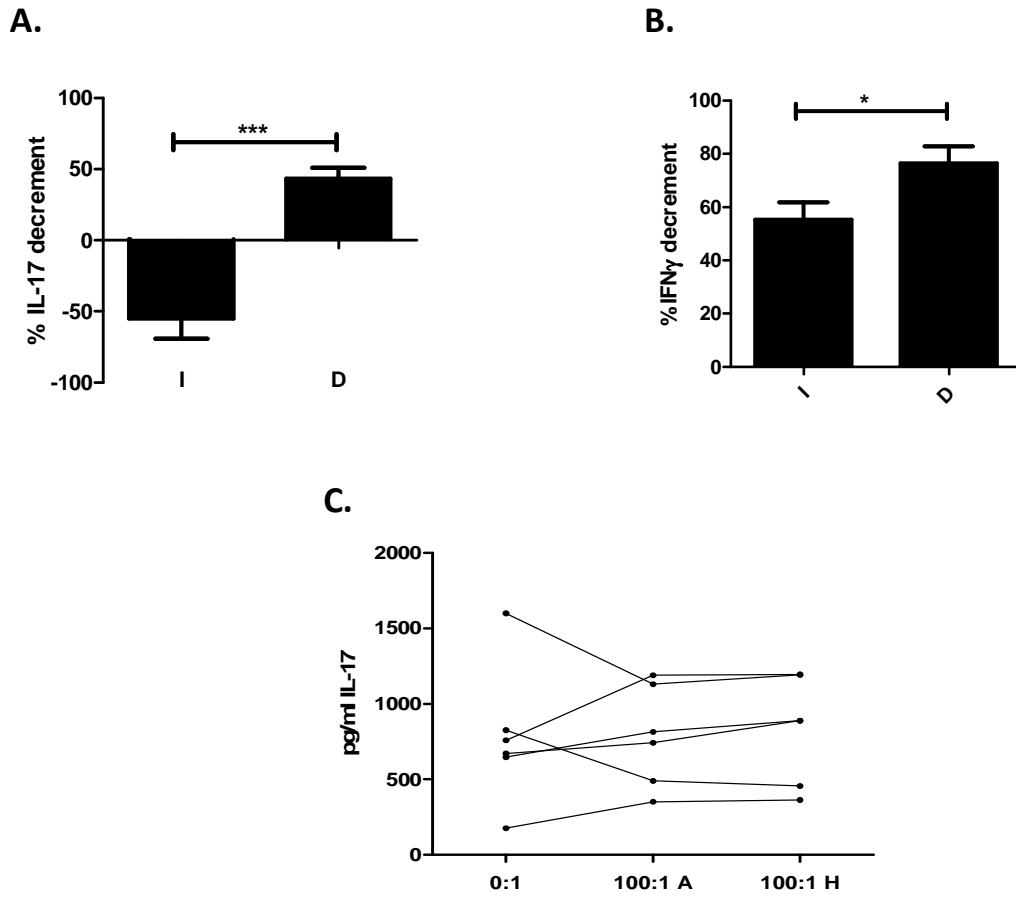 A.
% IL-17 decrement
100
50
0
-50
-100
***
I
D
B.
%IFNγ decrement
100
80
60
40
20
0
*
I
D
C.
pg/ml IL-17
2000
1500
1000
500
0
0:1
100:1 A
100:1 H